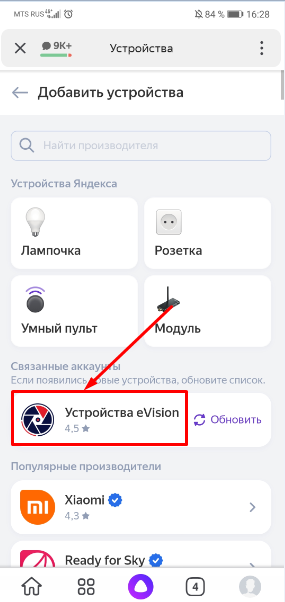 MTS RUS 84 % 16:28
9K+ Устройства
Добавить устройства
Найти производителя
Устройства Яндекса
Лампочка Розетка
Умный пульт Модуль
Связанные аккаунты
Если появились новые устройства, обновите список.
Устройства eVision
4,5
Обновить
Популярные производители
mi
Xiaomi
4,3
Ready for Sky
4